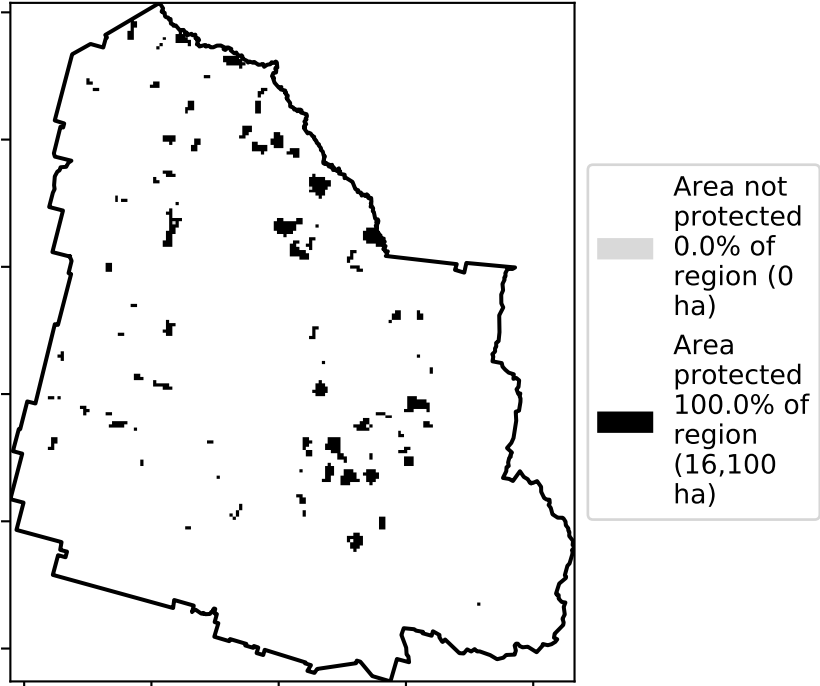 Area not
protected
0.0% of
region (0
ha)
Area
protected
100.0% of
region
(16,100
ha)